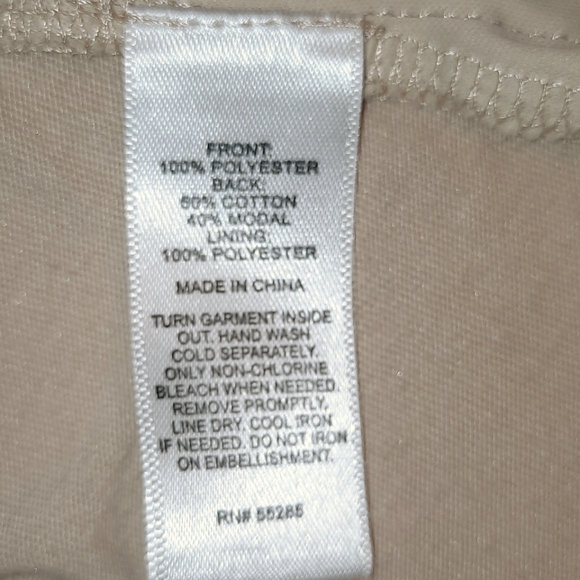 FRONT:
100% POLYESTER
BACK:
60% COTTON
40% MODAL
LINING:
100% POLYESTER
MADE IN CHINA
TURN GARMENT INSIDE
OUT. HAND WASH
COLD SEPARATELY.
ONLY NON-CHLORINE
BLEACH WHEN NEEDED.
REMOVE PROMPTLY.
LINE DRY. COOL IRON
IF NEEDED. DO NOT IRON
ON EMBELLISHMENT.
RN# 55285